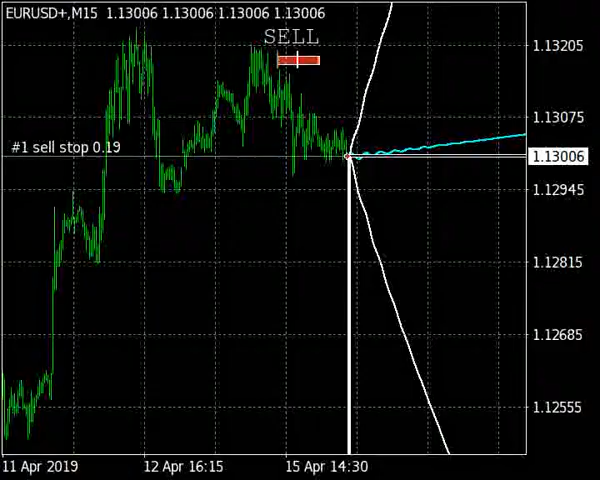 EURUSD+,M15 1.13006 1.13006 1.13006 1.13006
SELL
1.13205
1.13075
#1 sell stop 0.19
1.13006
1.12945
1.12815
1.12685
1.12555
11 Apr 2019 12 Apr 16:15 15 Apr 14:30